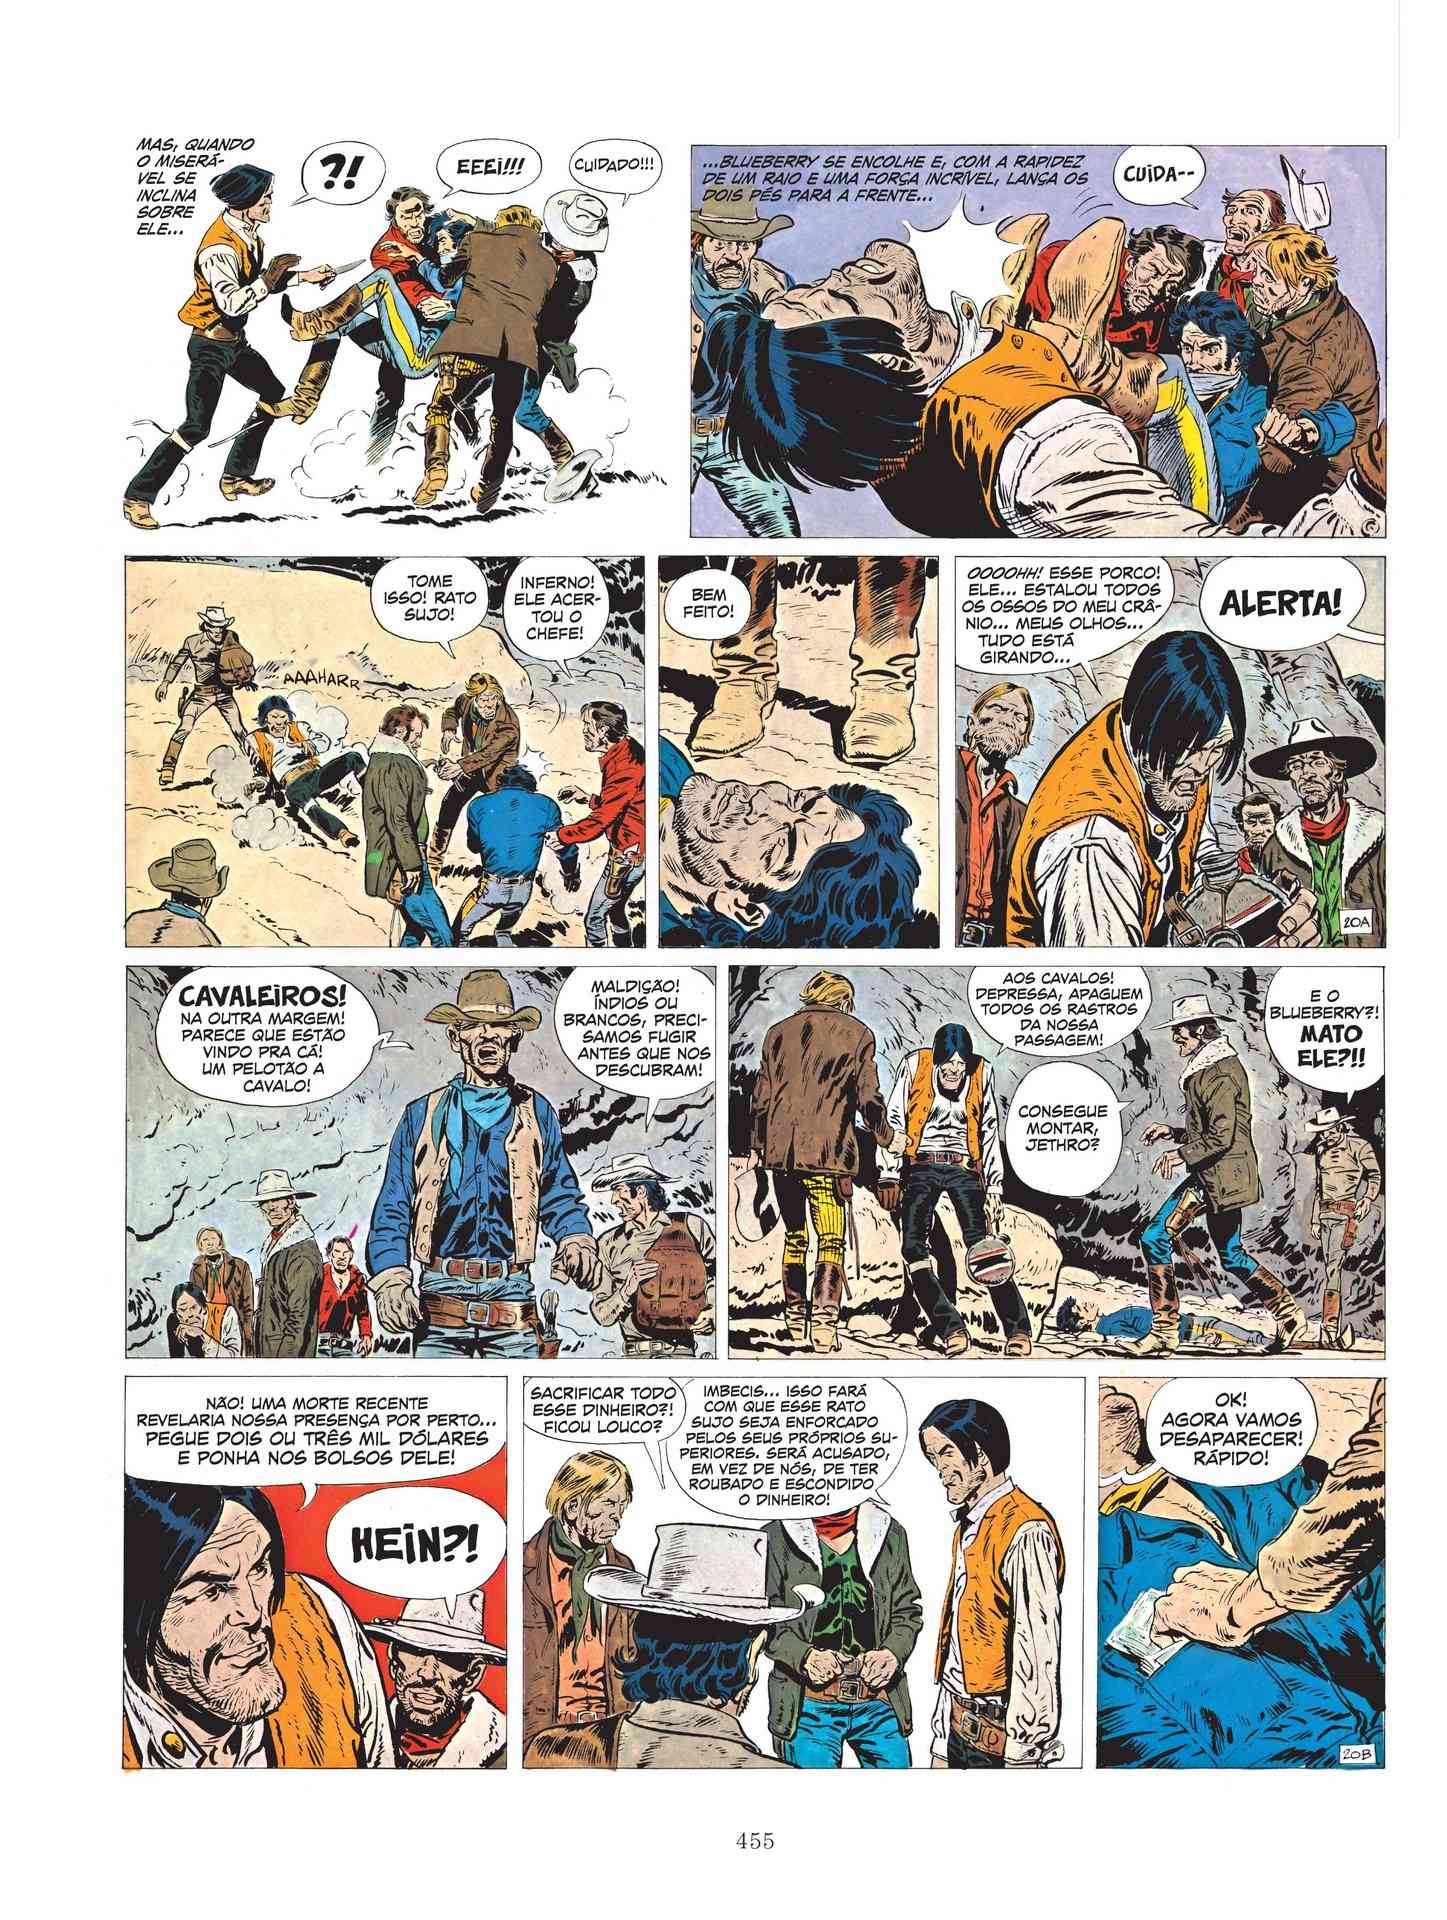 MAS, QUANDO
O MISERÁ-
VEL SE
INCLINA
SOBRE
ELE...
?!
EEEI!!!
CUIDADO!!!
...BLUEBERRY SE ENCOLHE E, COM A RAPIDEZ
DE UM RAIO E UMA FORÇA INCRÍVEL, LANÇA OS
DOIS PÉS PARA A FRENTE...
CUIDA--
AAAHARR
TOME
ISSO! RATO
SUJO!
INFERNO!
ELE ACER-
TOU O
CHEFE!
BEM
FEITO!
OOOOHH! ESSE PORCO!
ELE... ESTALOU TODOS
OS OSSOS DO MEU CRÂ-
NIO... MEUS OLHOS...
TUDO ESTÁ
GIRANDO...
ALERTA!
20A
CAVALEIROS!
NA OUTRA MARGEM!
PARECE QUE ESTÃO
VINDO PRA CÁ!
UM PELOTÃO A
CAVALO!
MALDIÇÃO!
ÍNDIOS OU
BRANCOS, PRECI-
SAMOS FUGIR
ANTES QUE NOS
DESCUBRAM!
AOS CAVALOS!
DEPRESSA, APAGUEM
TODOS OS RASTROS
DA NOSSA
PASSAGEM!
CONSEGUE
MONTAR,
JETHRO?
E O
BLUEBERRY?!
MATO
ELE?!!
NÃO! UMA MORTE RECENTE
REVELARIA NOSSA PRESENÇA POR PERTO...
PEGUE DOIS OU TRÊS MIL DÓLARES
E PONHA NOS BOLSOS DELE!
HEIN?!
SACRIFICAR TODO
ESSE DINHEIRO?!
FICOU LOUCO?
IMBECIS... ISSO FARÁ
COM QUE ESSE RATO
SUJO SEJA ENFORCADO
PELOS SEUS PRÓPRIOS SU-
PERIORES. SERÁ ACUSADO,
EM VEZ DE NÓS, DE TER
ROUBADO E ESCONDIDO
O DINHEIRO!
OK!
AGORA VAMOS
DESAPARECER!
RÁPIDO!
20B
455